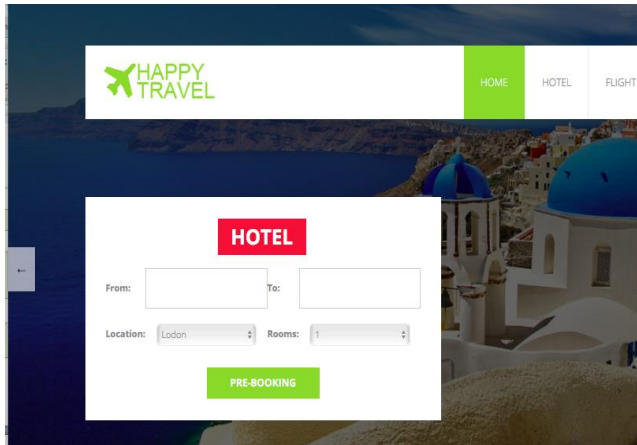 HAPPY
TRAVEL
HOME HOTEL FLIGHT
HOTEL
From: To:
Location: Lodon Rooms: 1
PRE-BOOKING